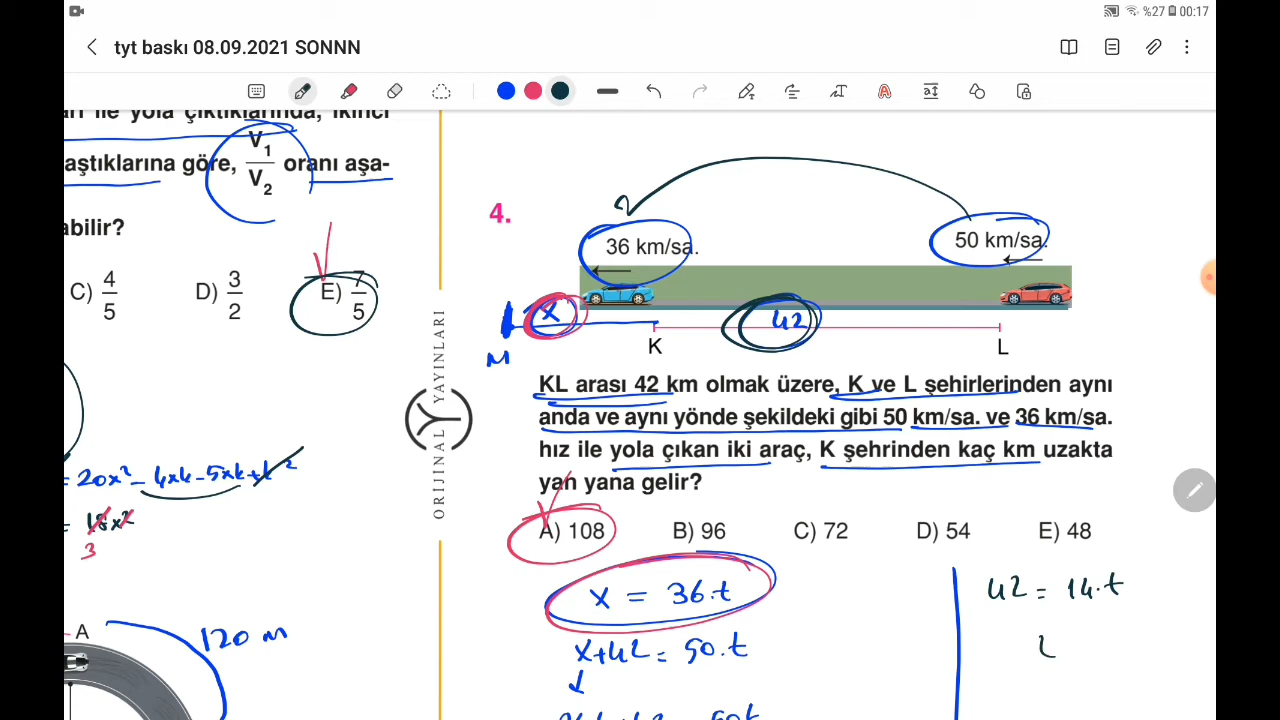 %27 00:17
tyt baskı 08.09.2021 SONNN
ile yola çıktıklarında, ikinci
aştıklarına göre, V₁/V₂ oranı aşa-
abilir?
C) 4/5 D) 3/2 E) 7/5
= 20x² - 4xk - 5xk + k²
= 18x²
3
A
120 m
ORİJİNAL YAYINLARI
4.
36 km/sa. 50 km/sa.
x 42
M K L
KL arası 42 km olmak üzere, K ve L şehirlerinden aynı
anda ve aynı yönde şekildeki gibi 50 km/sa. ve 36 km/sa.
hız ile yola çıkan iki araç, K şehrinden kaç km uzakta
yan yana gelir?
A) 108 B) 96 C) 72 D) 54 E) 48
x = 36.t
x+42 = 50.t
42 = 14.t